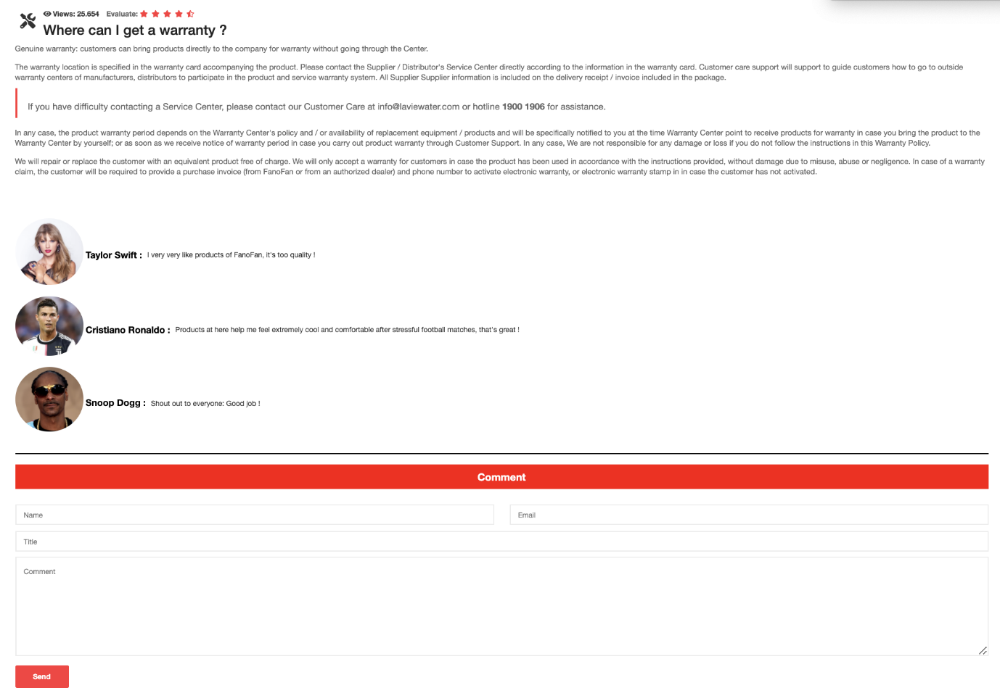 Views: 25.654 Evaluate:
Where can I get a warranty ?
Genuine warranty: customers can bring products directly to the company for warranty without going through the Center.
The warranty location is specified in the warranty card accompanying the product. Please contact the Supplier / Distributor's Service Center directly according to the information in the warranty card. Customer care support will support to guide customers how to go to outside
warranty centers of manufacturers, distributors to participate in the product and service warranty system. All Supplier Supplier information is included on the delivery receipt / invoice included in the package.
If you have difficulty contacting a Service Center, please contact our Customer Care at info@laviewater.com or hotline 1900 1906 for assistance.
In any case, the product warranty period depends on the Warranty Center's policy and / or availability of replacement equipment / products and will be specifically notified to you at the time Warranty Center point to receive products for warranty in case you bring the product to the
Warranty Center by yourself; or as soon as we receive notice of warranty period in case you carry out product warranty through Customer Support. In any case, We are not responsible for any damage or loss if you do not follow the instructions in this Warranty Policy.
We will repair or replace the customer with an equivalent product free of charge. We will only accept a warranty for customers in case the product has been used in accordance with the instructions provided, without damage due to misuse, abuse or negligence. In case of a warranty
claim, the customer will be required to provide a purchase invoice (from FanoFan or from an authorized dealer) and phone number to activate electronic warranty, or electronic warranty stamp in in case the customer has not activated.
Taylor Swift : I very very like products of FanoFan, it's too quality !
Cristiano Ronaldo : Products at here help me feel extremely cool and comfortable after stressful football matches, that's great !
Snoop Dogg : Shout out to everyone: Good job !
Comment
Name Email
Title
Comment
Send